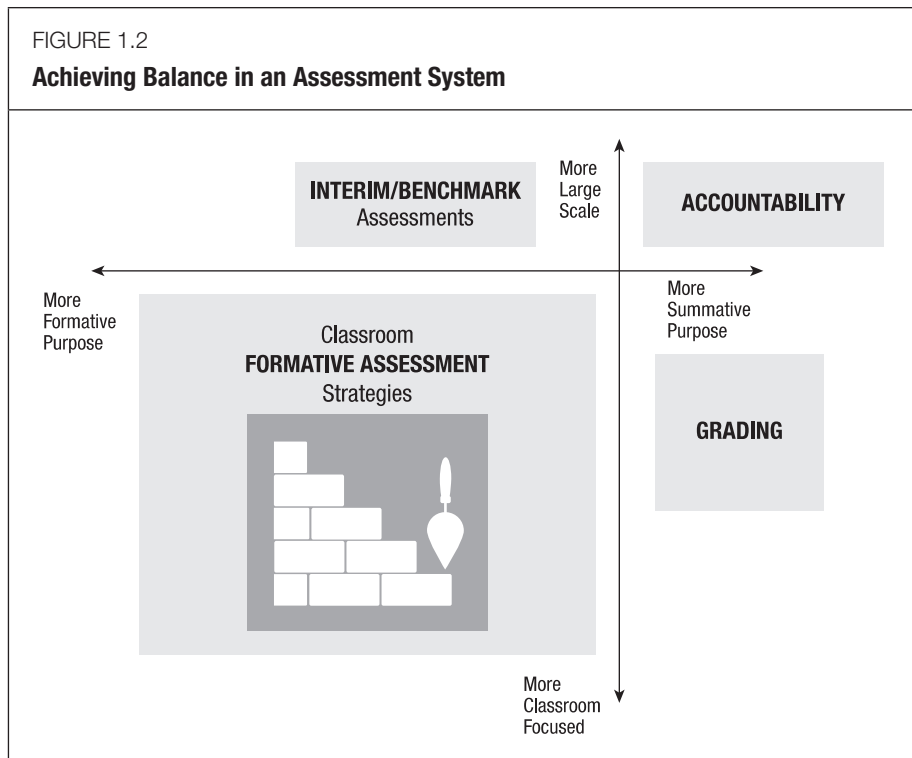 FIGURE 1.2
Achieving Balance in an Assessment System
INTERIM/BENCHMARK
Assessments
More
Large
Scale
ACCOUNTABILITY
More
Formative
Purpose
More
Summative
Purpose
Classroom
FORMATIVE ASSESSMENT
Strategies
GRADING
More
Classroom
Focused